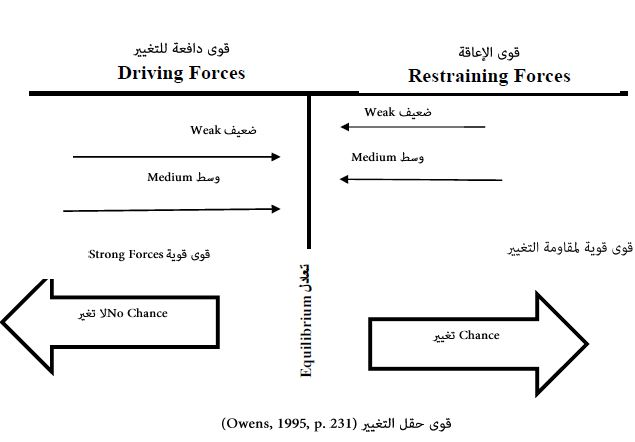 قوى دافعة للتغيير
Driving Forces
قوى الإعاقة
Restraining Forces
ضعيف Weak
وسط Medium
ضعيف Weak
وسط Medium
قوى قوية Strong Forces:
قوى قوية لمقاومة التغيير
تعادل Equilibrium
No Chance لا تغير
Chance تغيير
قوى حقل التغيير (Owens, 1995, p. 231)